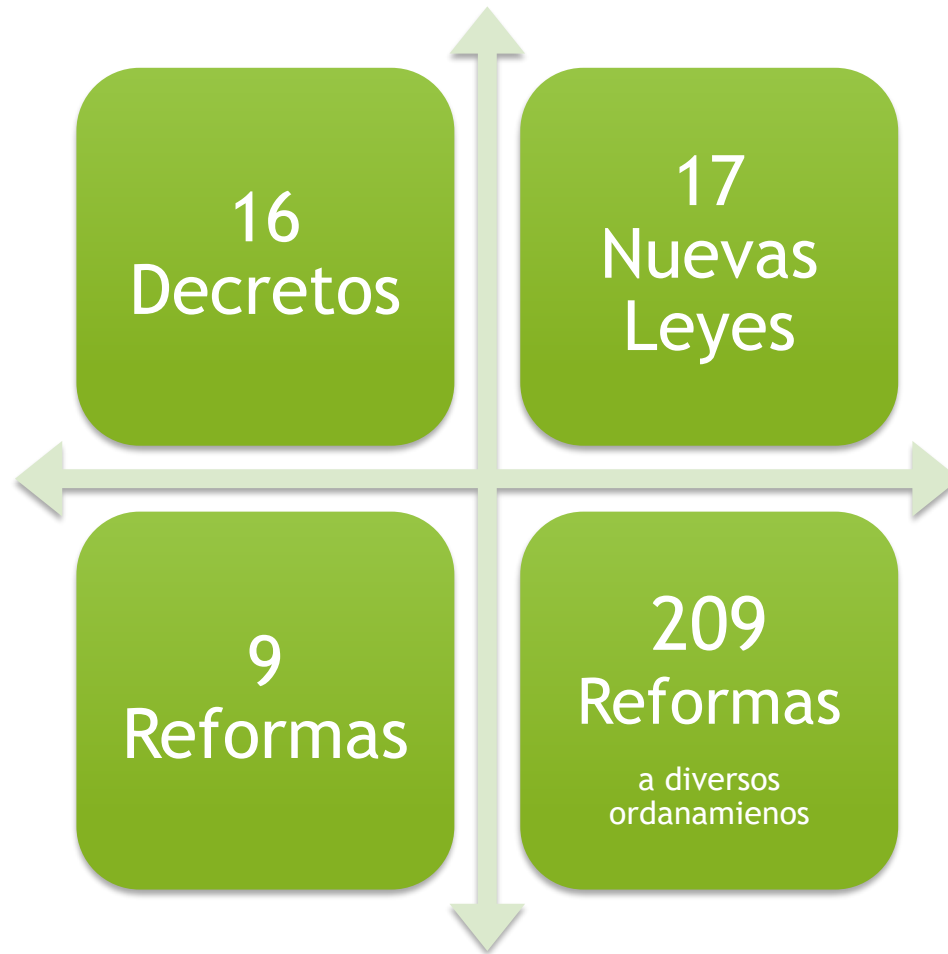 16
Decretos
17
Nuevas
Leyes
9
Reformas
209
Reformas
a diversos
ordanamienos